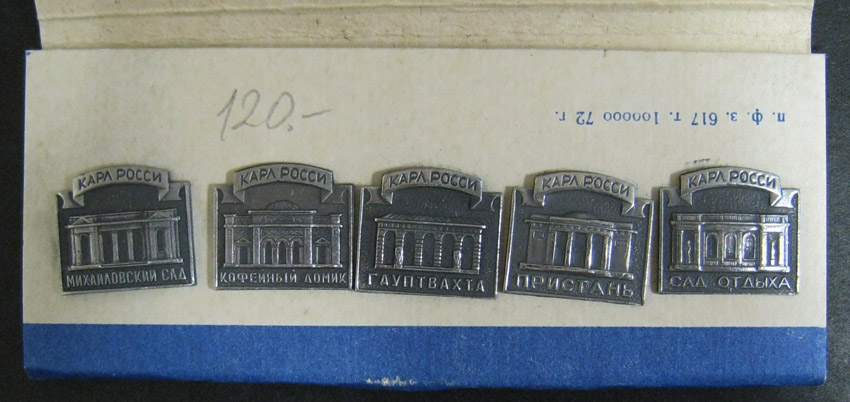 120.-
п. ф. з. 617 т. 100000 72 г.
КАРЛ РОССИ
МИХАЙЛОВСКИЙ САД
КАРЛ РОССИ
КОФЕЙНЫЙ ДОМИК
КАРЛ РОССИ
ГАУПТВАХТА
КАРЛ РОССИ
ПРИСТАНЬ
КАРЛ РОССИ
САД ОТДЫХА